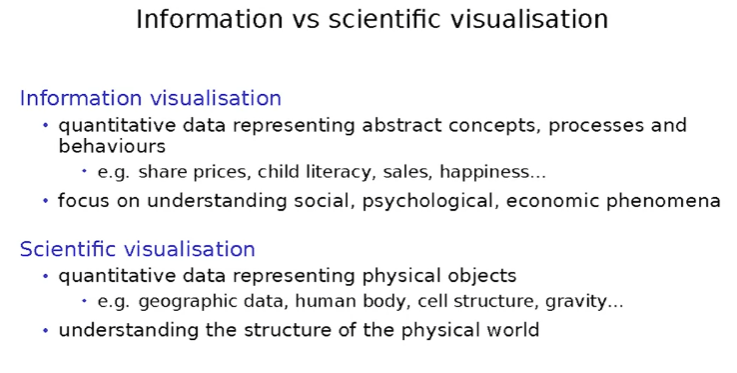 Information vs scientific visualisation
Information visualisation
• quantitative data representing abstract concepts, processes and
behaviours
• e.g. share prices, child literacy, sales, happiness...
• focus on understanding social, psychological, economic phenomena
Scientific visualisation
• quantitative data representing physical objects
• e.g. geographic data, human body, cell structure, gravity...
• understanding the structure of the physical world